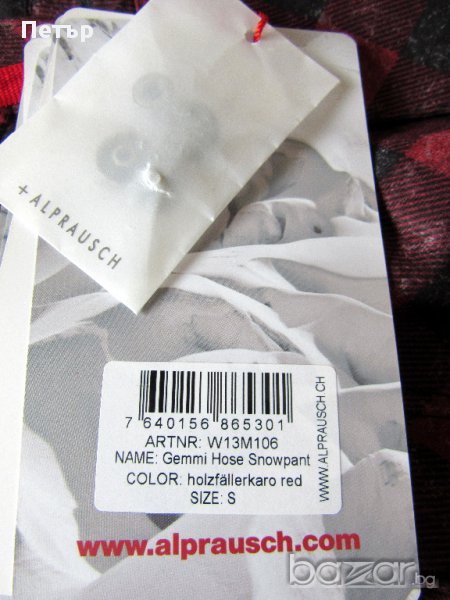 Петър
+ALPRAUSCH
7 640156 865301
ARTNR: W13M106
NAME: Gemmi Hose Snowpant
COLOR: holzfällerkaro red
SIZE: S
WWW.ALPRAUSCH.CH
www.alprausch.com
bazar.bg